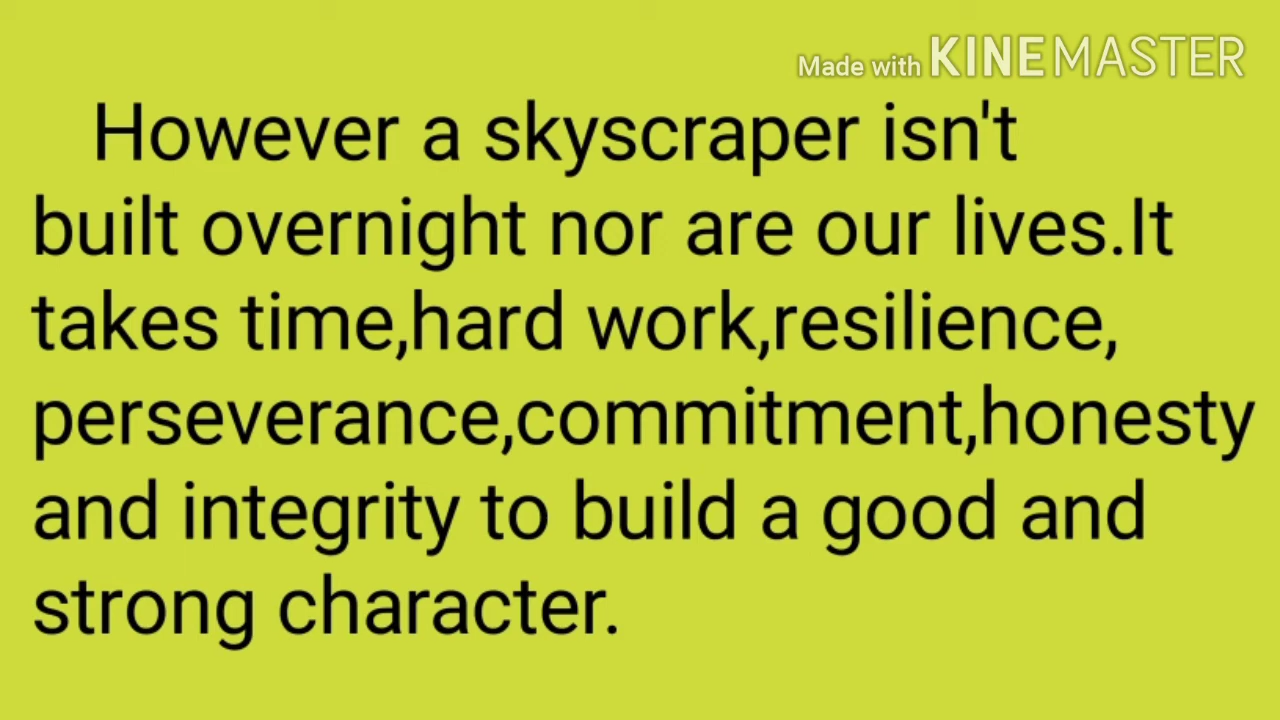 Made with KINEMASTER
However a skyscraper isn't
built overnight nor are our lives.It
takes time,hard work,resilience,
perseverance,commitment,honesty
and integrity to build a good and
strong character.